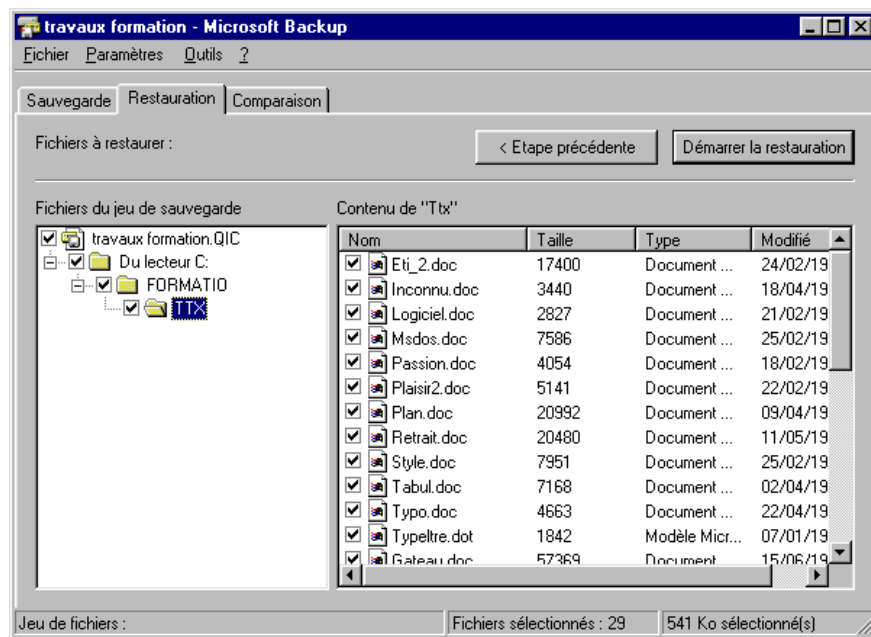 travaux formation - Microsoft Backup
Fichier Paramètres Outils ?
Sauvegarde Restauration Comparaison
Fichiers à restaurer :
< Etape précédente Démarrer la restauration
Fichiers du jeu de sauvegarde Contenu de "Ttx"
travaux formation.QIC
Du lecteur C:
FORMATIO
TTX
Nom Taille Type Modifié
Eti_2.doc 17400 Document ... 24/02/19
Inconnu.doc 3440 Document ... 18/04/19
Logiciel.doc 2827 Document ... 21/02/19
Msdos.doc 7586 Document ... 25/02/19
Passion.doc 4054 Document ... 18/02/19
Plaisir2.doc 5141 Document ... 22/02/19
Plan.doc 20992 Document ... 09/04/19
Retrait.doc 20480 Document ... 11/05/19
Style.doc 7951 Document ... 25/02/19
Tabul.doc 7168 Document ... 02/04/19
Typo.doc 4663 Document ... 22/04/19
Typeltre.dot 1842 Modèle Micr... 07/01/19
Gateau.doc 57369 Document 15/06/19
Jeu de fichiers : Fichiers sélectionnés : 29 541 Ko sélectionné(s)